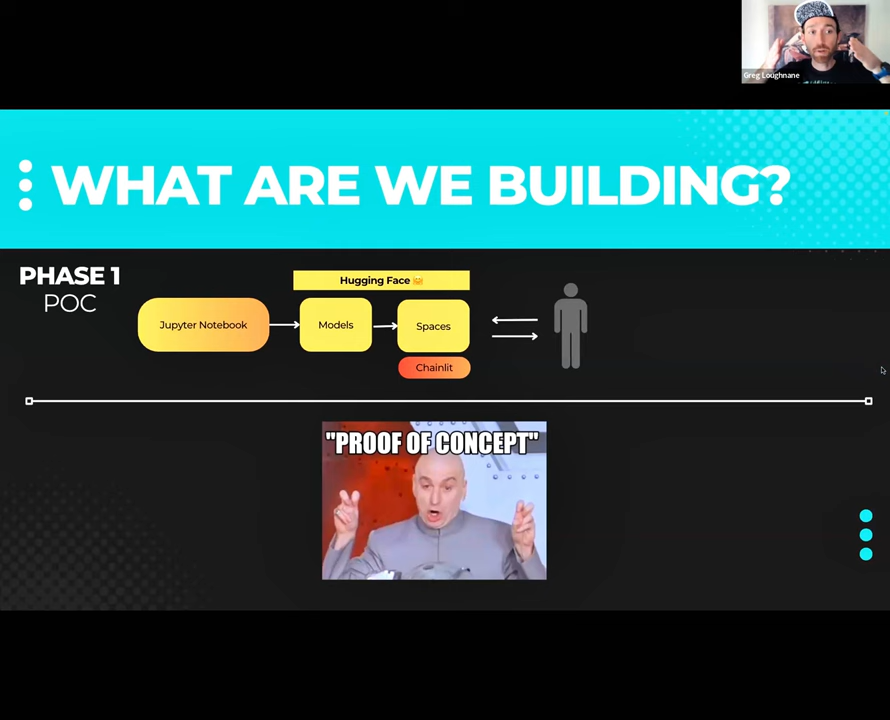 Greg Loughnane
WHAT ARE WE BUILDING?
PHASE 1
POC
Hugging Face 🤗
Jupyter Notebook
Models
Spaces
Chainlit
"PROOF OF CONCEPT"